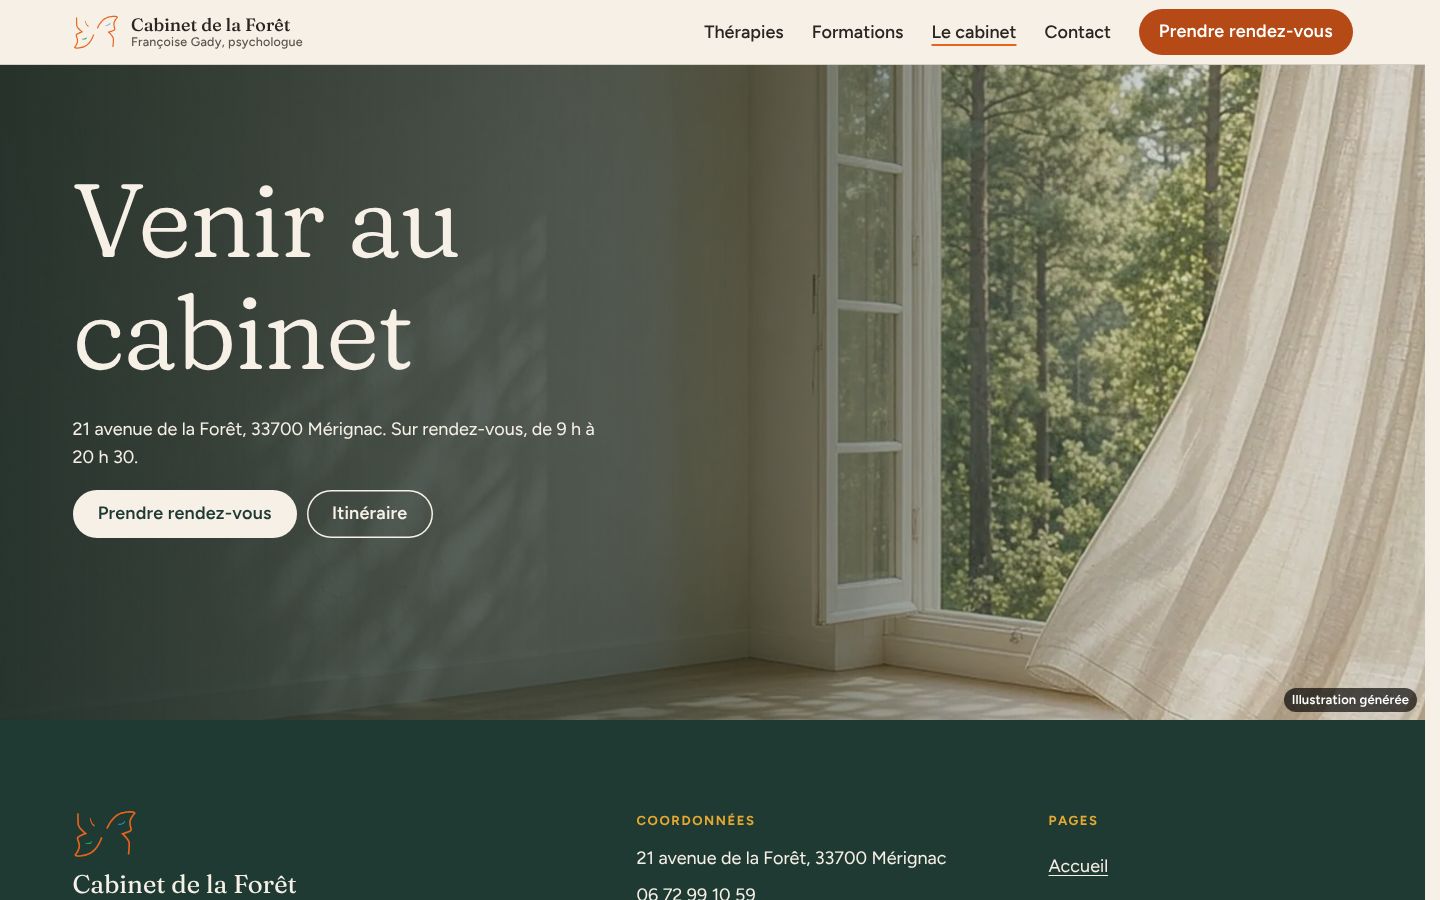 Cabinet de la Forêt
Françoise Gady, psychologue
Thérapies
Formations
Le cabinet
Contact
Prendre rendez-vous
Venir au
cabinet
21 avenue de la Forêt, 33700 Mérignac. Sur rendez-vous, de 9 h à
20 h 30.
Prendre rendez-vous
Itinéraire
Illustration générée
Cabinet de la Forêt
COORDONNÉES
21 avenue de la Forêt, 33700 Mérignac
06 72 99 10 59
PAGES
Accueil